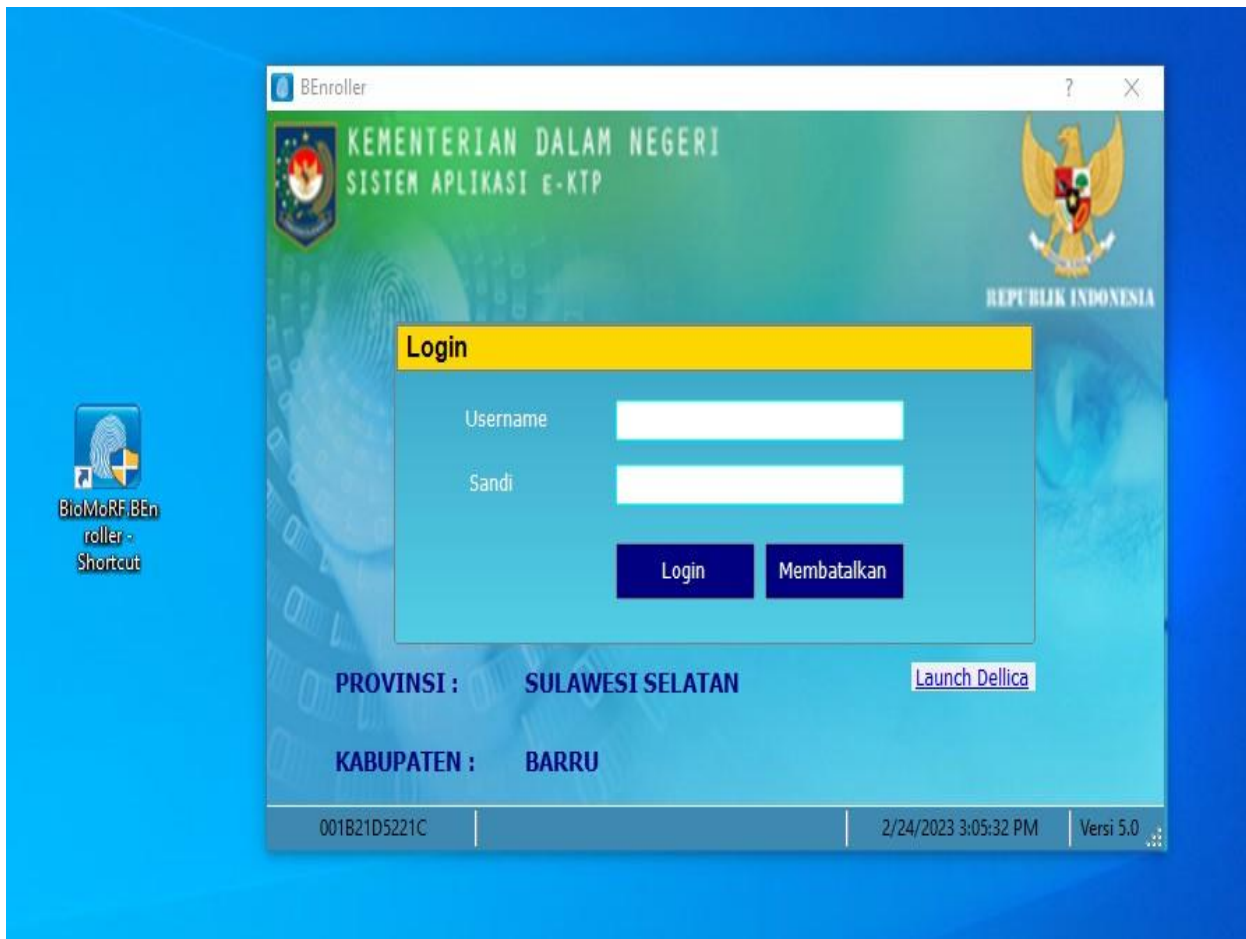 BEnroller
?
KEMENTERIAN DALAM NEGERI
SISTEM APLIKASI E-KTP
REPUBLIK INDONESIA
Login
Username
Sandi
Login
Membatalkan
BioMoRF.BEn
roller -
Shortcut
PROVINSI :
SULAWESI SELATAN
Launch Dellica
KABUPATEN :
BARRU
001B21D5221C
2/24/2023 3:05:32 PM
Versi 5.0